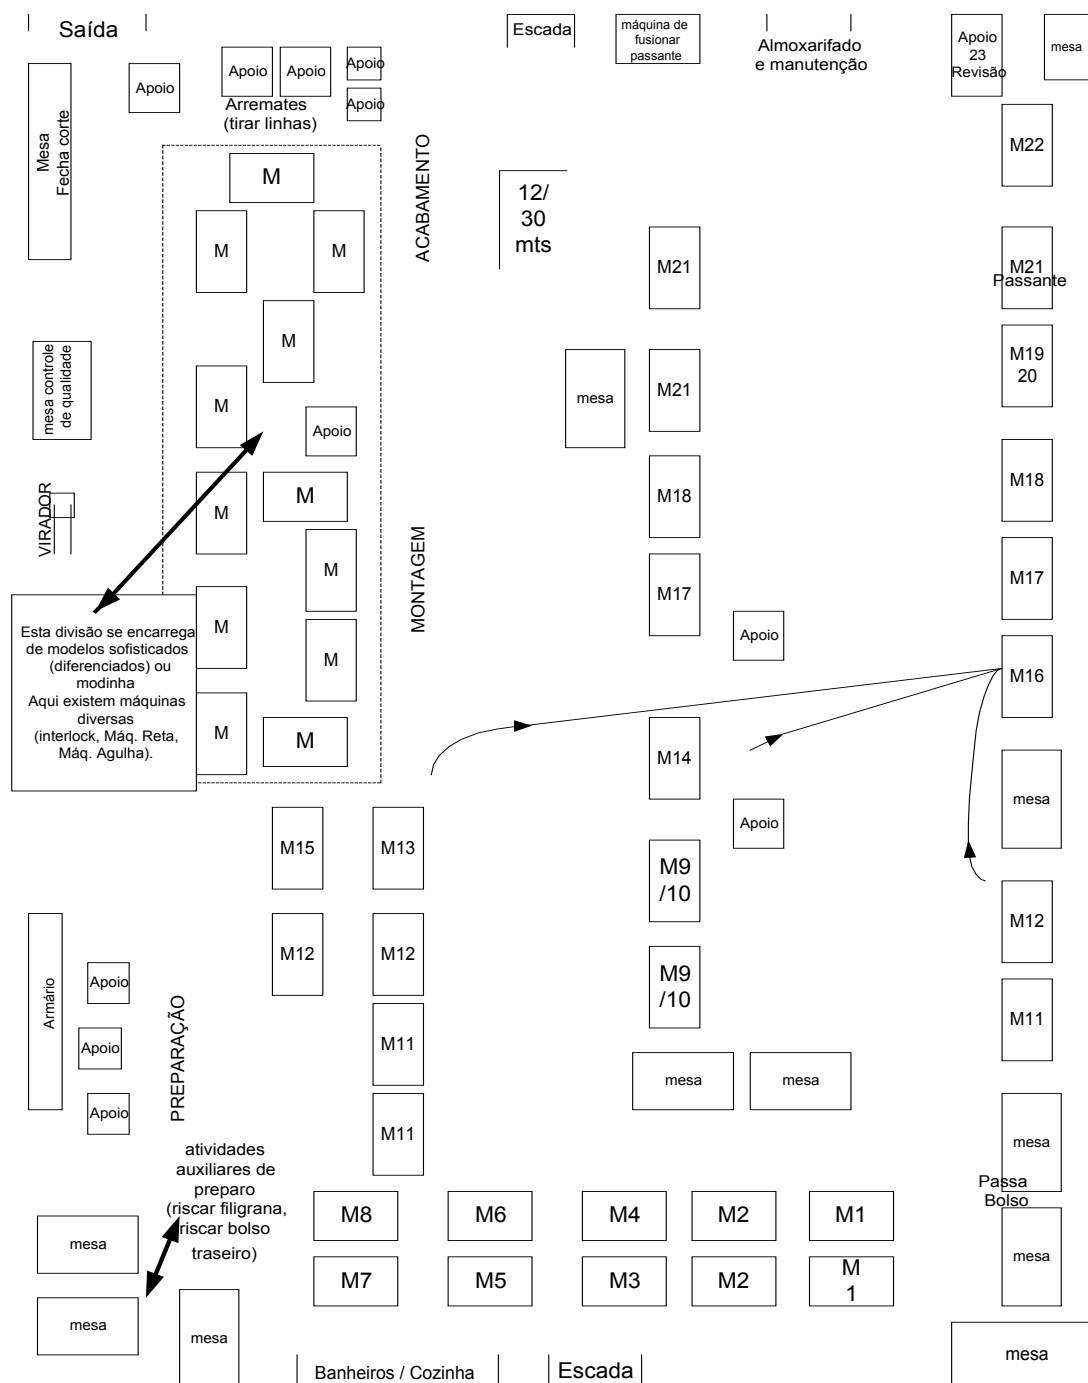 Saída
Escada
máquina de
fusionar
passante
Almoxarifado
e manutenção
Apoio
23
Revisão
mesa
Apoio
Apoio
Apoio
Apoio
Apoio
Arremates
(tirar linhas)
Mesa
Fecha corte
ACABAMENTO
M22
M
12/
30
mts
M
M
M21
M21
Passante
M
mesa controle
de qualidade
M
mesa
M21
M19
20
Apoio
VIRADOR
M
M
M18
M18
M
MONTAGEM
M17
M17
Esta divisão se encarrega
de modelos sofisticados
(diferenciados) ou
modinha
Aqui existem máquinas
diversas
(interlock, Máq. Reta,
Máq. Agulha).
M
M
Apoio
M16
M
M
M14
mesa
Apoio
M15
M13
M9
/10
M12
M12
M12
Armário
Apoio
Apoio
Apoio
PREPARAÇÃO
M9
/10
M11
M11
M11
mesa
mesa
mesa
atividades
auxiliares de
preparo
(riscar filigrana,
riscar bolso
traseiro)
Passa
Bolso
mesa
mesa
mesa
mesa
M8
M6
M4
M2
M1
M7
M5
M3
M2
M
1
mesa
Banheiros / Cozinha
Escada
mesa